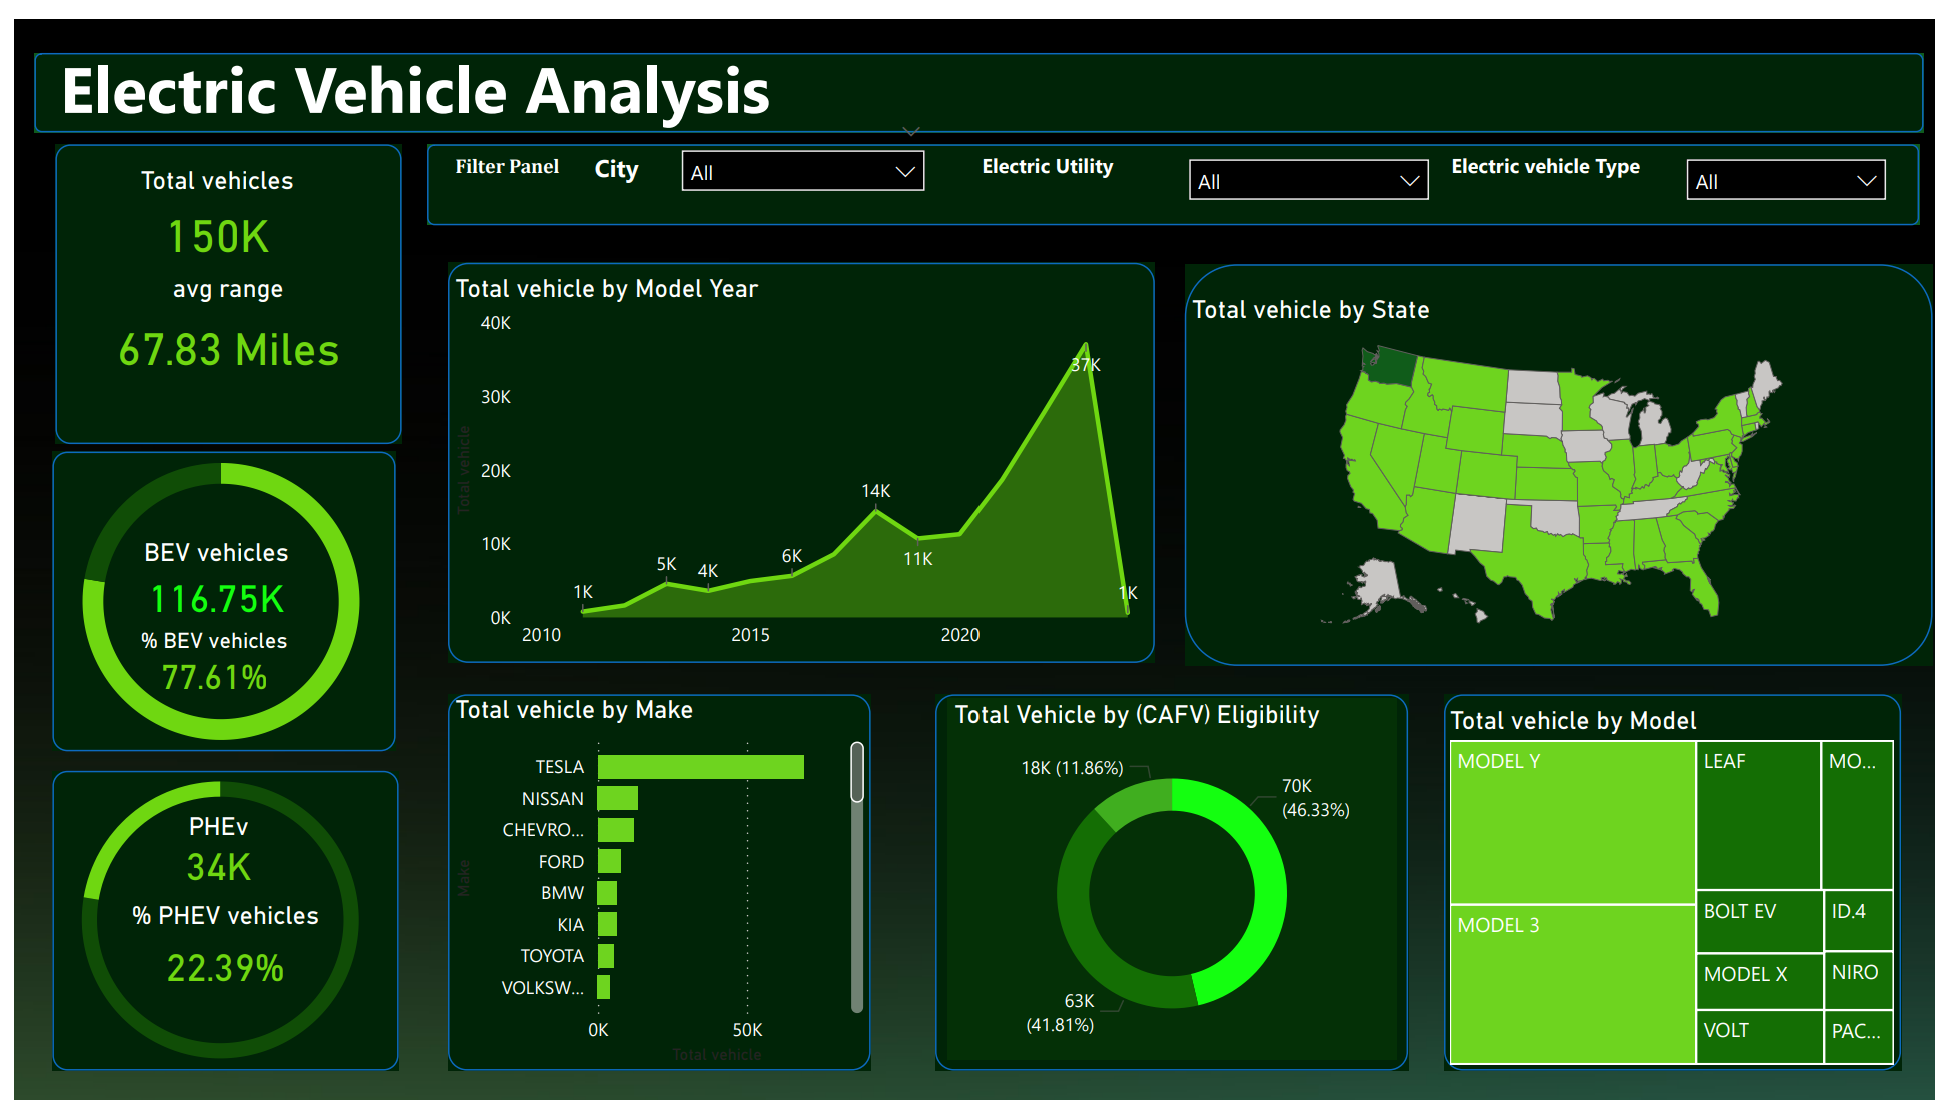 Electric Vehicle Analysis
Total vehicles
150K
avg range
67.83 Miles
Filter Panel
City
All
Electric Utility
All
Electric vehicle Type
All
BEV vehicles
116.75K
% BEV vehicles
77.61%
PHEv
34K
% PHEV vehicles
22.39%
Total vehicle by Model Year
Total vehicle
40K
30K
20K
10K
0K
1K
5K
4K
6K
14K
11K
37K
1K
2010
2015
2020
Total vehicle by State
Total vehicle by Make
Make
TESLA
NISSAN
CHEVRO...
FORD
BMW
KIA
TOYOTA
VOLKSW...
0K
50K
Total vehicle
Total Vehicle by (CAFV) Eligibility
18K (11.86%)
70K
(46.33%)
63K
(41.81%)
Total vehicle by Model
MODEL Y
LEAF
MO...
MODEL 3
BOLT EV
ID.4
MODEL X
NIRO
VOLT
PAC...